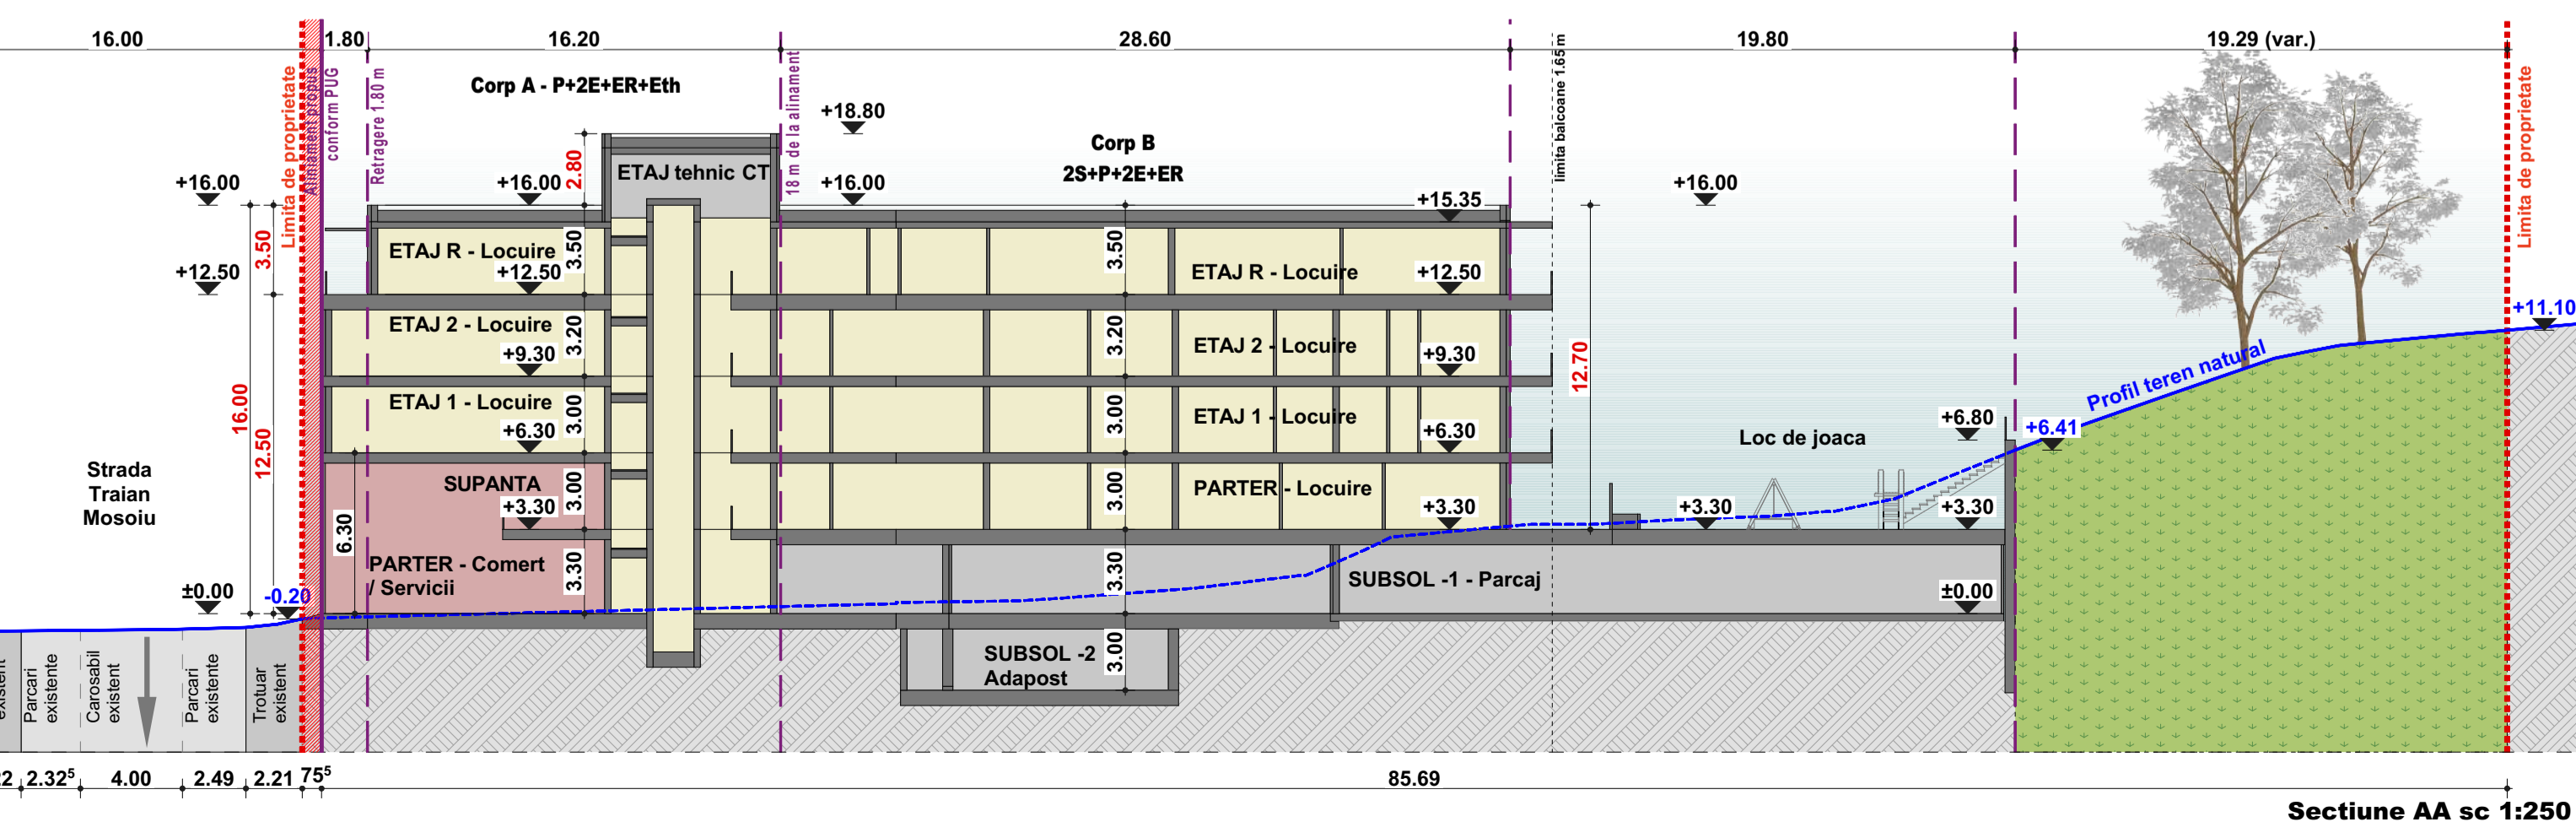 16.00
1.80
16.20
28.60
19.80
19.29 (var.)
Limita de proprietate
Aliniament propus
conform PUG
Retragere 1.80 m
Corp A - P+2E+ER+Eth
18 m de la alinament
+18.80
Corp B
2S+P+2E+ER
limita balcoane 1.65 m
Limita de proprietate
2.80
ETAJ tehnic CT
+16.00
+16.00
+16.00
+15.35
+16.00
3.50
ETAJ R - Locuire
3.50
3.50
ETAJ R - Locuire
+12.50
+12.50
+12.50
+11.10
ETAJ 2 - Locuire
3.20
3.20
ETAJ 2 - Locuire
+9.30
+9.30
12.70
Profil teren natural
16.00
12.50
ETAJ 1 - Locuire
3.00
3.00
ETAJ 1 - Locuire
+6.30
+6.30
Loc de joaca
+6.80
+6.41
Strada
Traian
Mosoiu
SUPANTA
3.00
3.00
PARTER - Locuire
+3.30
+3.30
+3.30
+3.30
6.30
PARTER - Comert
/ Servicii
3.30
3.30
SUBSOL -1 - Parcaj
±0.00
-0.20
±0.00
Parcari
existente
Carosabil
existent
Parcari
existente
Trotuar
existent
SUBSOL -2
Adapost
3.00
2.32⁵
4.00
2.49
2.21
75⁵
85.69
Sectiune AA sc 1:250